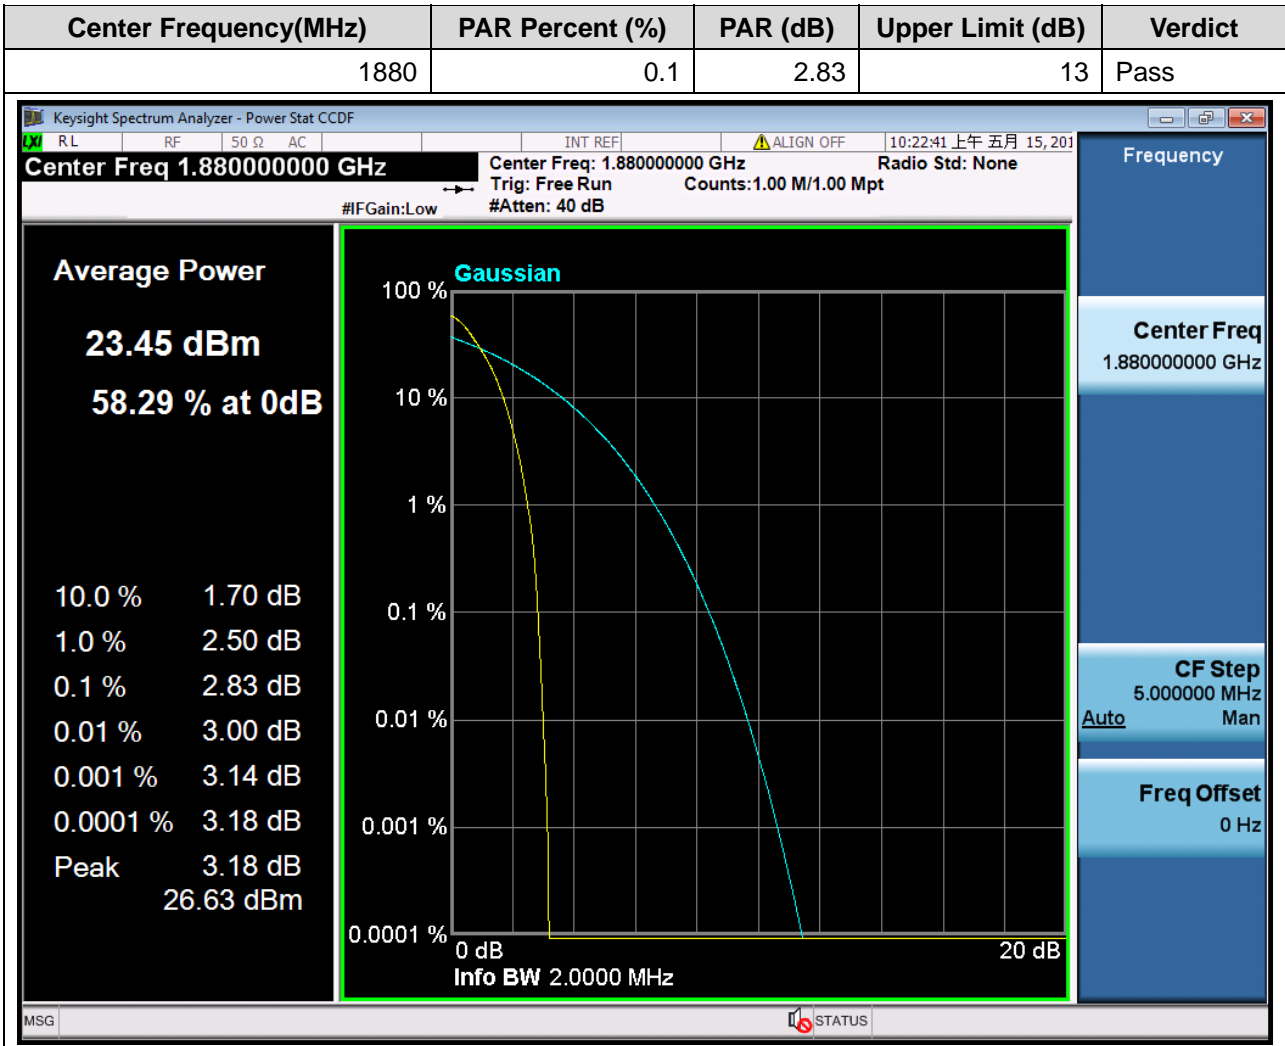 Center Frequency(MHz) PAR Percent (%) PAR (dB) Upper Limit (dB) Verdict
1880 0.1 2.83 13 Pass
Keysight Spectrum Analyzer - Power Stat CCDF
LXI RL RF 50 Ω AC INT REF ALIGN OFF 10:22:41 上午 五月 15, 201
Center Freq 1.880000000 GHz
Center Freq: 1.880000000 GHz Radio Std: None
Trig: Free Run Counts:1.00 M/1.00 Mpt
#IFGain:Low #Atten: 40 dB
Average Power
23.45 dBm
58.29 % at 0dB
10.0 % 1.70 dB
1.0 % 2.50 dB
0.1 % 2.83 dB
0.01 % 3.00 dB
0.001 % 3.14 dB
0.0001 % 3.18 dB
Peak 3.18 dB
26.63 dBm
Gaussian
100 %
10 %
1 %
0.1 %
0.01 %
0.001 %
0.0001 %
0 dB 20 dB
Info BW 2.0000 MHz
Frequency
Center Freq
1.880000000 GHz
CF Step
5.000000 MHz
Auto Man
Freq Offset
0 Hz
MSG STATUS